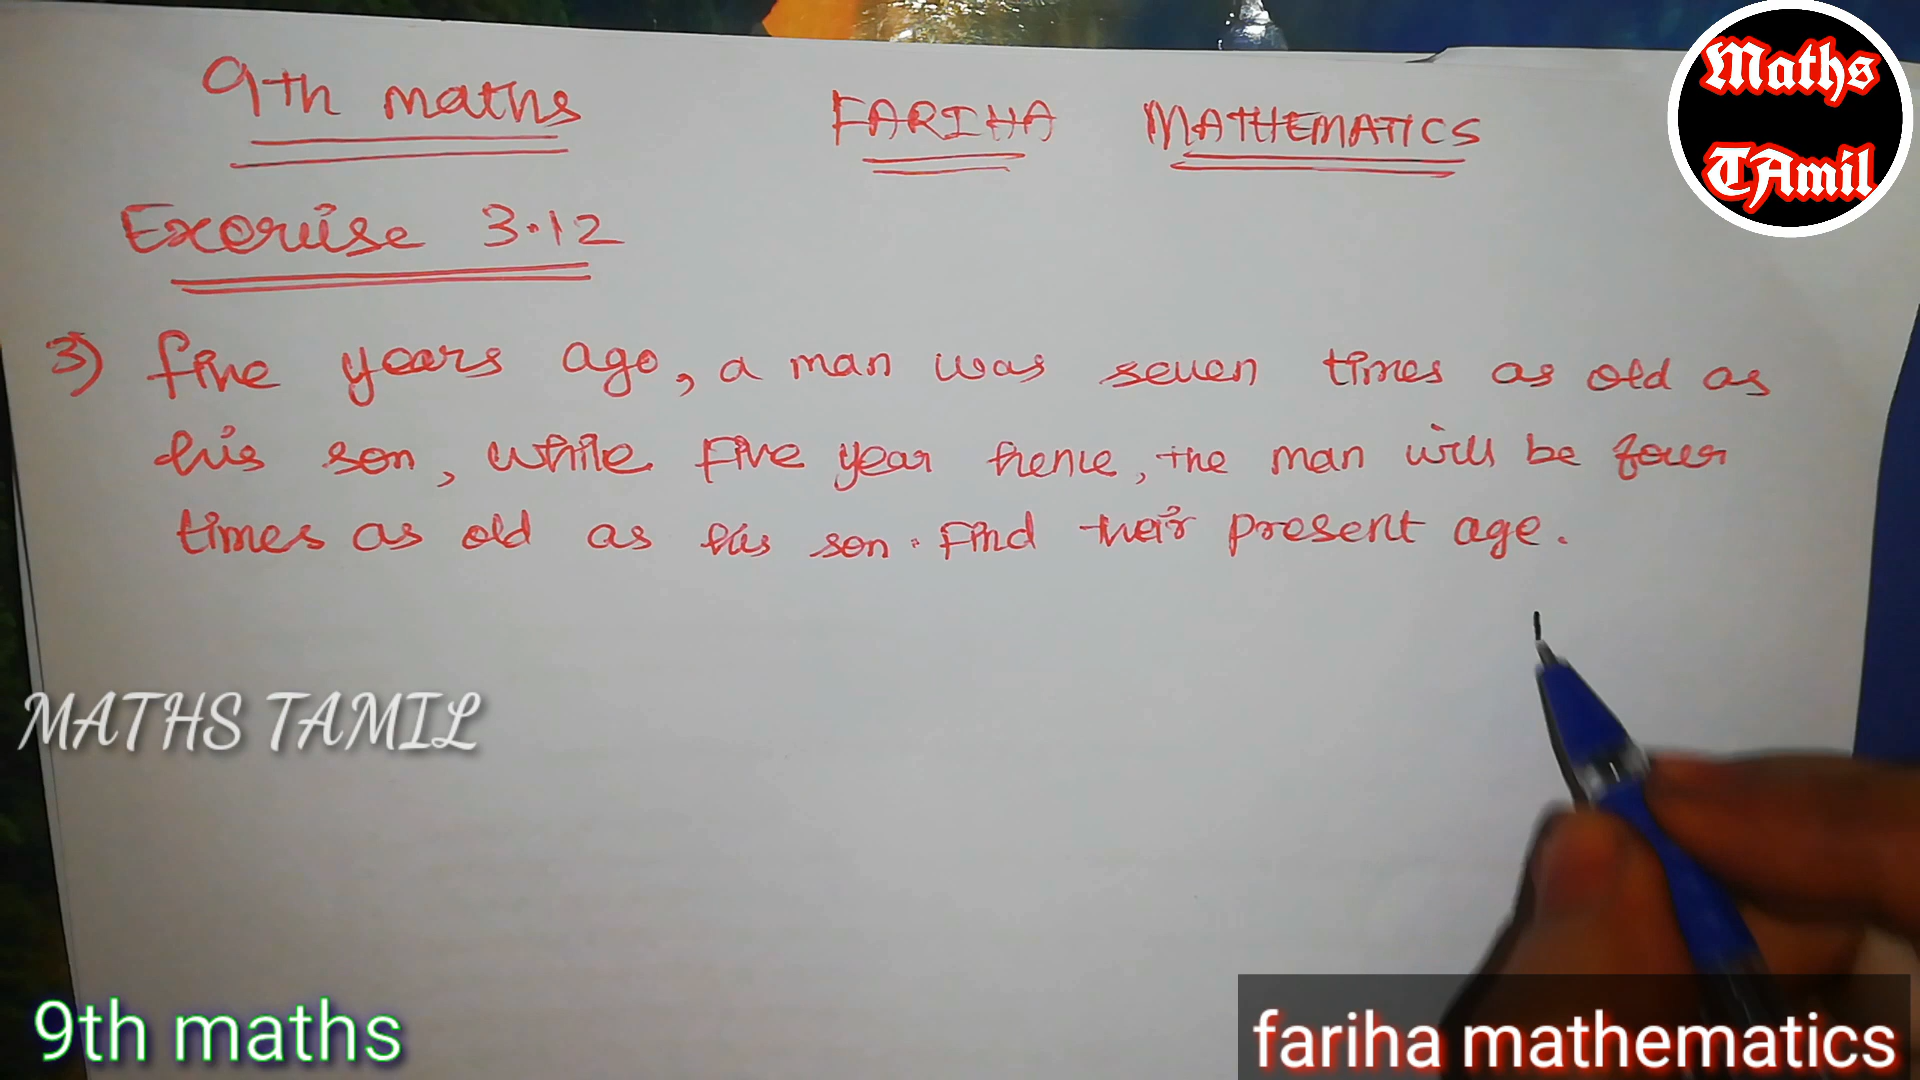 9th maths
FARIHA MATHEMATICS
Maths
TAmil
Exercise 3.12
3) five years ago, a man was seven times as old as
his son, while Five year hence, the man will be four
times as old as his son. Find their present age.
MATHS TAMIL
9th maths
fariha mathematics